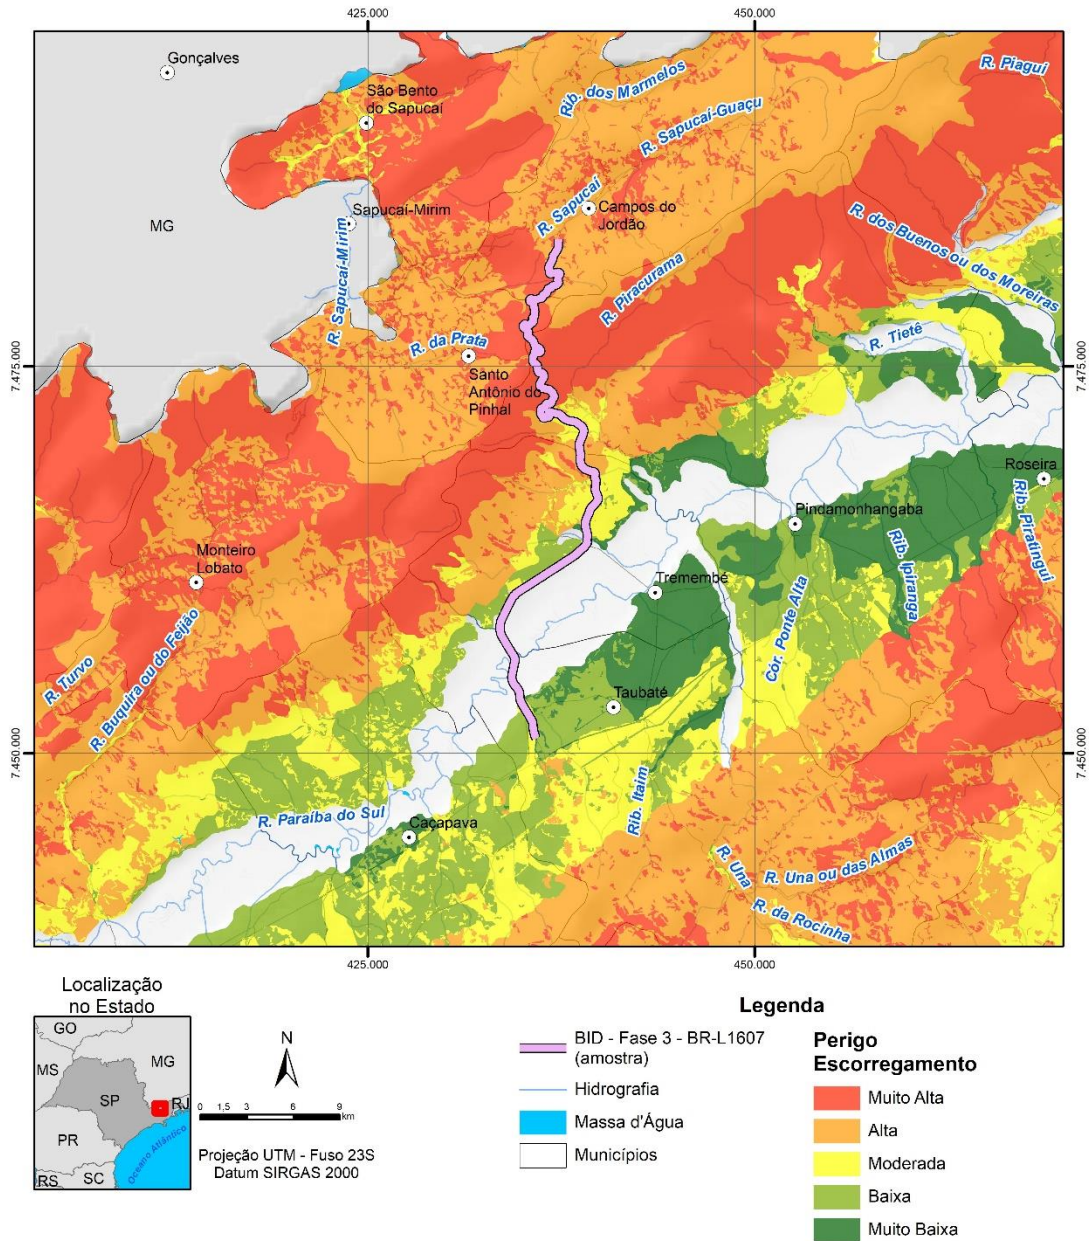 425.000
450.000
Gonçalves
R. Piaguí
São Bento
do Sapucaí
Rib. dos Marmelos
R. Sapucaí-Guaçu
MG
Sapucaí-Mirim
R. Sapucaí
Campos do
Jordão
R. dos Buenos ou dos Moreiras
R. Sapucaí-Mirim
R. Piracurama
R. da Prata
R. Tietê
7.475.000
7.475.000
Santo
Antônio do
Pinhal
Roseira
Pindamonhangaba
Rib. Piratingui
Rib. Ipiranga
Monteiro
Lobato
Tremembé
Cór. Ponte Alta
R. Turvo
R. Buquira ou do Feijão
Taubaté
7.450.000
7.450.000
Rib. Itaim
R. Paraíba do Sul
Caçapava
R. Una
R. Una ou das Almas
R. da Rocinha
425.000
450.000
Localização
no Estado
GO
MG
MS
SP
RJ
PR
SC
RS
Oceano Atlântico
N
0 1,5 3 6 9
km
Projeção UTM - Fuso 23S
Datum SIRGAS 2000
Legenda
BID - Fase 3 - BR-L1607
(amostra)
Hidrografia
Massa d'Água
Municípios
Perigo
Escorregamento
Muito Alta
Alta
Moderada
Baixa
Muito Baixa